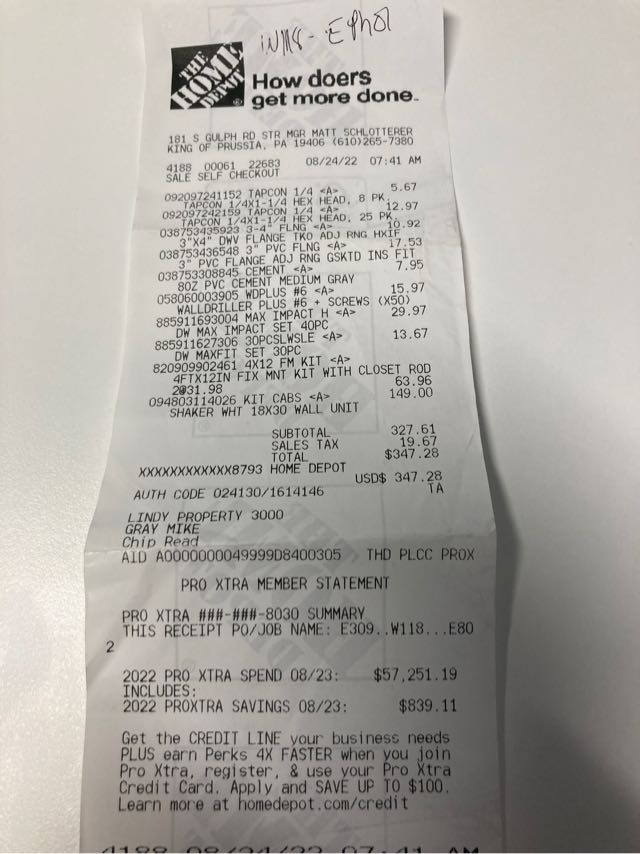 THE
HOME
DEPOT
How doers
get more done.
181 S GULPH RD STR MGR MATT SCHLOTTERER
KING OF PRUSSIA, PA 19406 (610)265-7380
4188 00061 22683 08/24/22 07:41 AM
SALE SELF CHECKOUT
092097241152 TAPCON 1/4 <A> 5.67
TAPCON 1/4X1-1/4 HEX HEAD, 8 PK.
092097242159 TAPCON 1/4 <A> 12.97
TAPCON 1/4X1-1/4 HEX HEAD, 25 PK.
038753435923 3-4" FLNG <A> 10.92
3"X4" DWV FLANGE TKO ADJ RNG HXIF
038753436548 3" PVC FLNG <A> 17.53
3" PVC FLANGE ADJ RNG GSKTD INS FIT
038753308845 CEMENT <A> 7.95
8OZ PVC CEMENT MEDIUM GRAY
058060003905 WDPLUS #6 <A> 15.97
WALLDRILLER PLUS #6 + SCREWS (X50)
885911693004 MAX IMPACT H <A> 29.97
DW MAX IMPACT SET 40PC
885911627306 30PCSLWSLE <A> 13.67
DW MAXFIT SET 30PC
820909902461 4X12 FM KIT <A>
4FTX12IN FIX MNT KIT WITH CLOSET ROD
2@31.98 63.96
094803114026 KIT CABS <A> 149.00
SHAKER WHT 18X30 WALL UNIT
SUBTOTAL 327.61
SALES TAX 19.67
TOTAL $347.28
XXXXXXXXXXXX8793 HOME DEPOT
USD$ 347.28
AUTH CODE 024130/1614146 TA
LINDY PROPERTY 3000
GRAY MIKE
Chip Read
AID A0000000049999D8400305 THD PLCC PROX
PRO XTRA MEMBER STATEMENT
PRO XTRA ###-###-8030 SUMMARY
THIS RECEIPT PO/JOB NAME: E309..W118...E80
2
2022 PRO XTRA SPEND 08/23: $57,251.19
INCLUDES:
2022 PROXTRA SAVINGS 08/23: $839.11
Get the CREDIT LINE your business needs
PLUS earn Perks 4X FASTER when you join
Pro Xtra, register, & use your Pro Xtra
Credit Card. Apply and SAVE UP TO $100.
Learn more at homedepot.com/credit
4188 08/24/22 07:41 AM